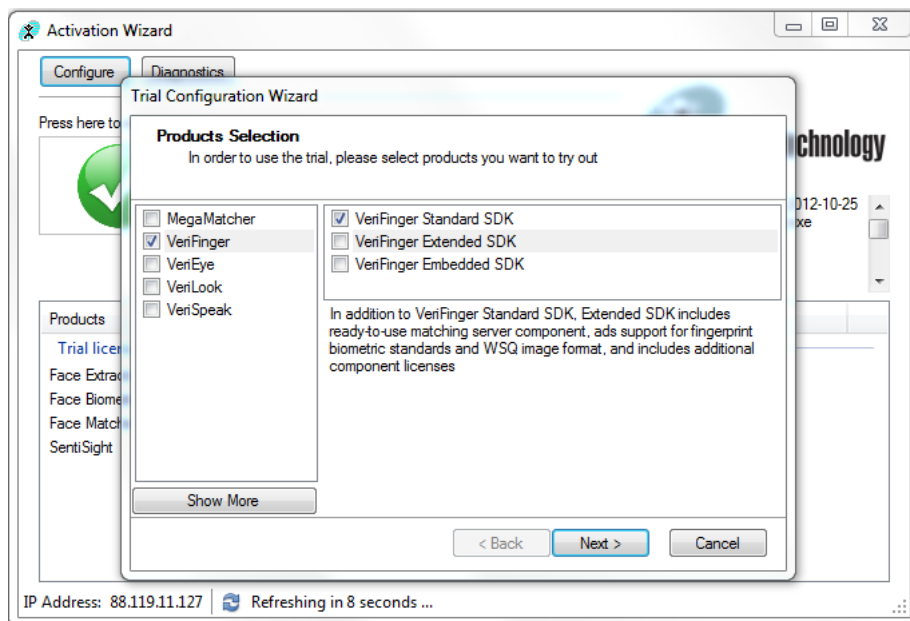 Activation Wizard
Configure
Diagnostics
Trial Configuration Wizard
Press here to
Products Selection
In order to use the trial, please select products you want to try out
chnology
012-10-25
xe
MegaMatcher
VeriFinger
VeriEye
VeriLook
VeriSpeak
VeriFinger Standard SDK
VeriFinger Extended SDK
VeriFinger Embedded SDK
In addition to VeriFinger Standard SDK, Extended SDK includes
ready-to-use matching server component, ads support for fingerprint
biometric standards and WSQ image format, and includes additional
component licenses
Products
Trial licen
Face Extrac
Face Biome
Face Match
SentiSight
Show More
< Back
Next >
Cancel
IP Address: 88.119.11.127
Refreshing in 8 seconds ...